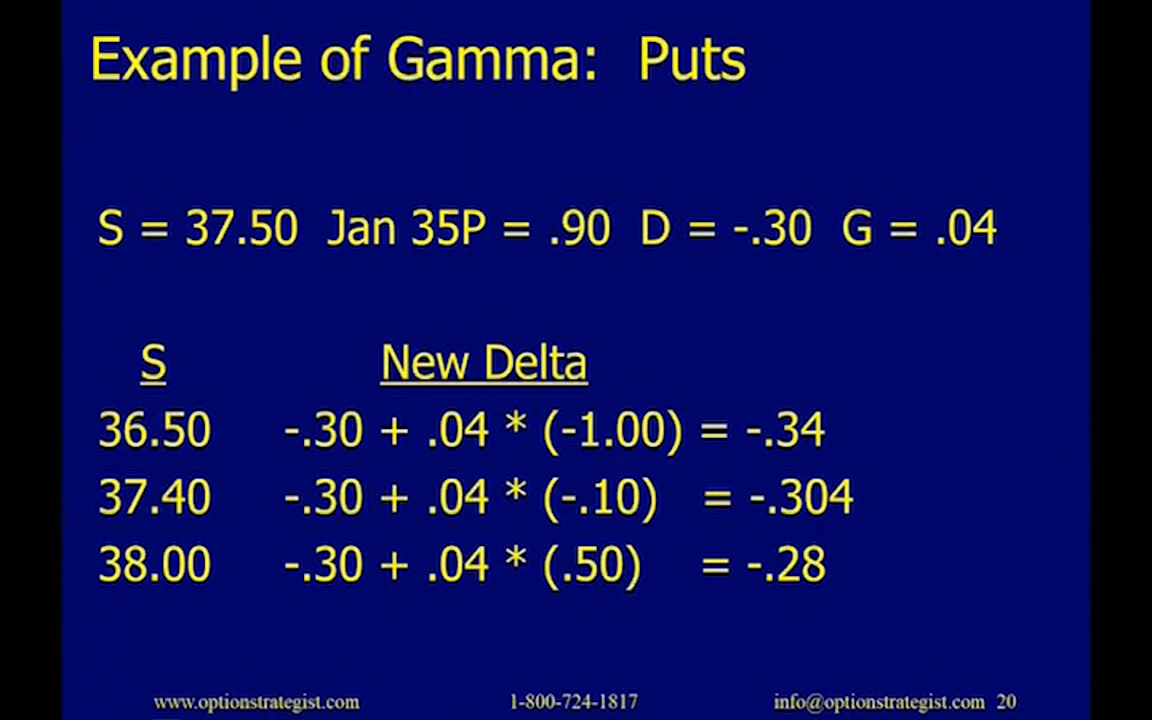 Example of Gamma: Puts
S = 37.50 Jan 35P = .90 D = -.30 G = .04
S New Delta
36.50 -.30 + .04 * (-1.00) = -.34
37.40 -.30 + .04 * (-.10) = -.304
38.00 -.30 + .04 * (.50) = -.28
www.optionstrategist.com 1-800-724-1817 info@optionstrategist.com 20